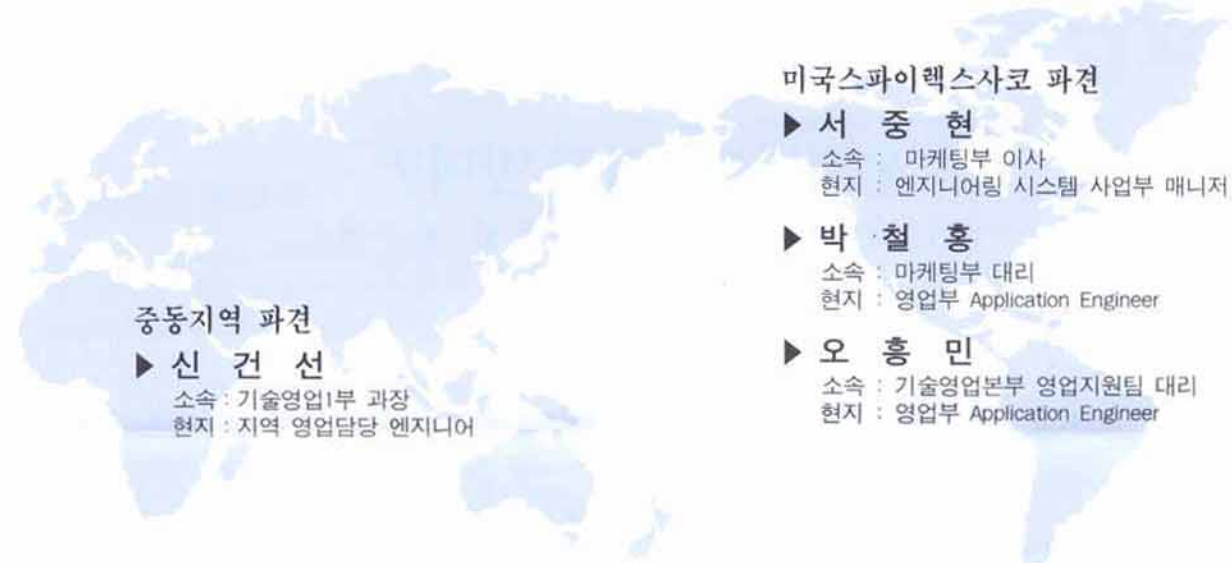 미국스파이렉스사코 파견
▶ 서 중 현
소속 : 마케팅부 이사
현지 : 엔지니어링 시스템 사업부 매니저
▶ 박 철 홍
소속 : 마케팅부 대리
현지 : 영업부 Application Engineer
▶ 오 흥 민
소속 : 기술영업본부 영업지원팀 대리
현지 : 영업부 Application Engineer
중동지역 파견
▶ 신 건 선
소속 : 기술영업1부 과장
현지 : 지역 영업담당 엔지니어